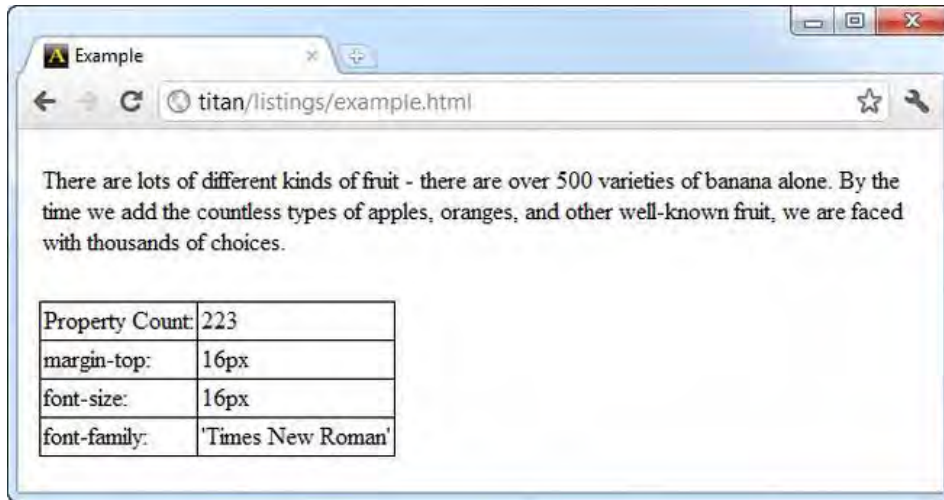 Example
titan/listings/example.html
There are lots of different kinds of fruit - there are over 500 varieties of banana alone. By the
time we add the countless types of apples, oranges, and other well-known fruit, we are faced
with thousands of choices.
Property Count: 223
margin-top: 16px
font-size: 16px
font-family: 'Times New Roman'